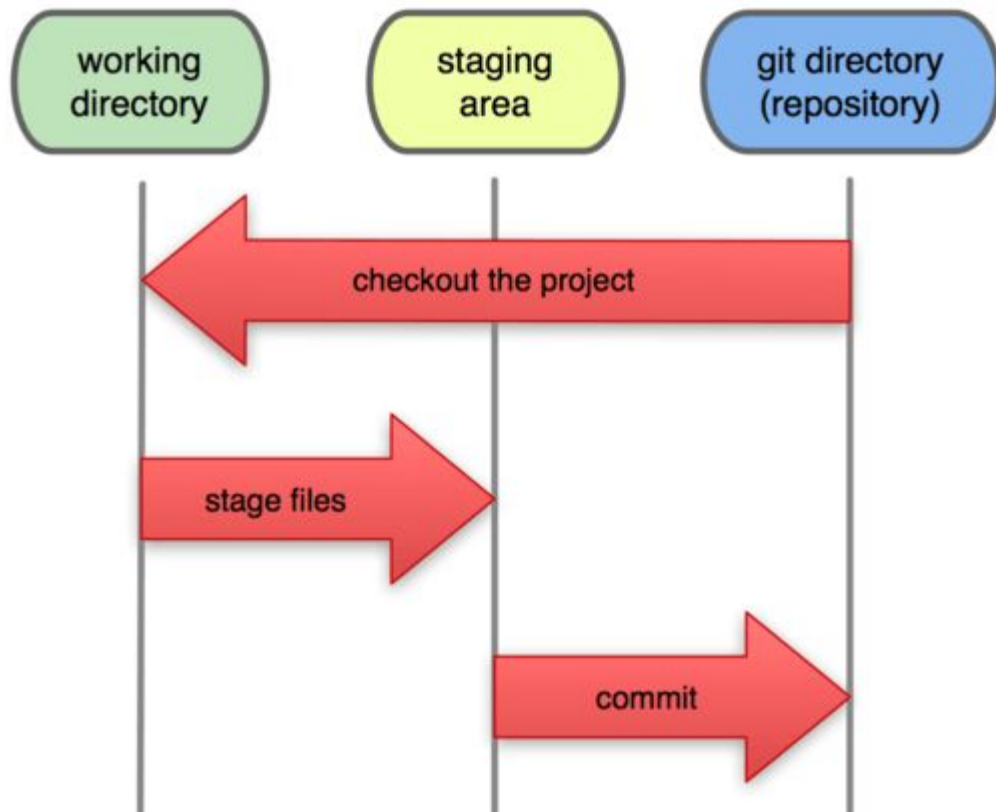 working
directory
staging
area
git directory
(repository)
checkout the project
stage files
commit